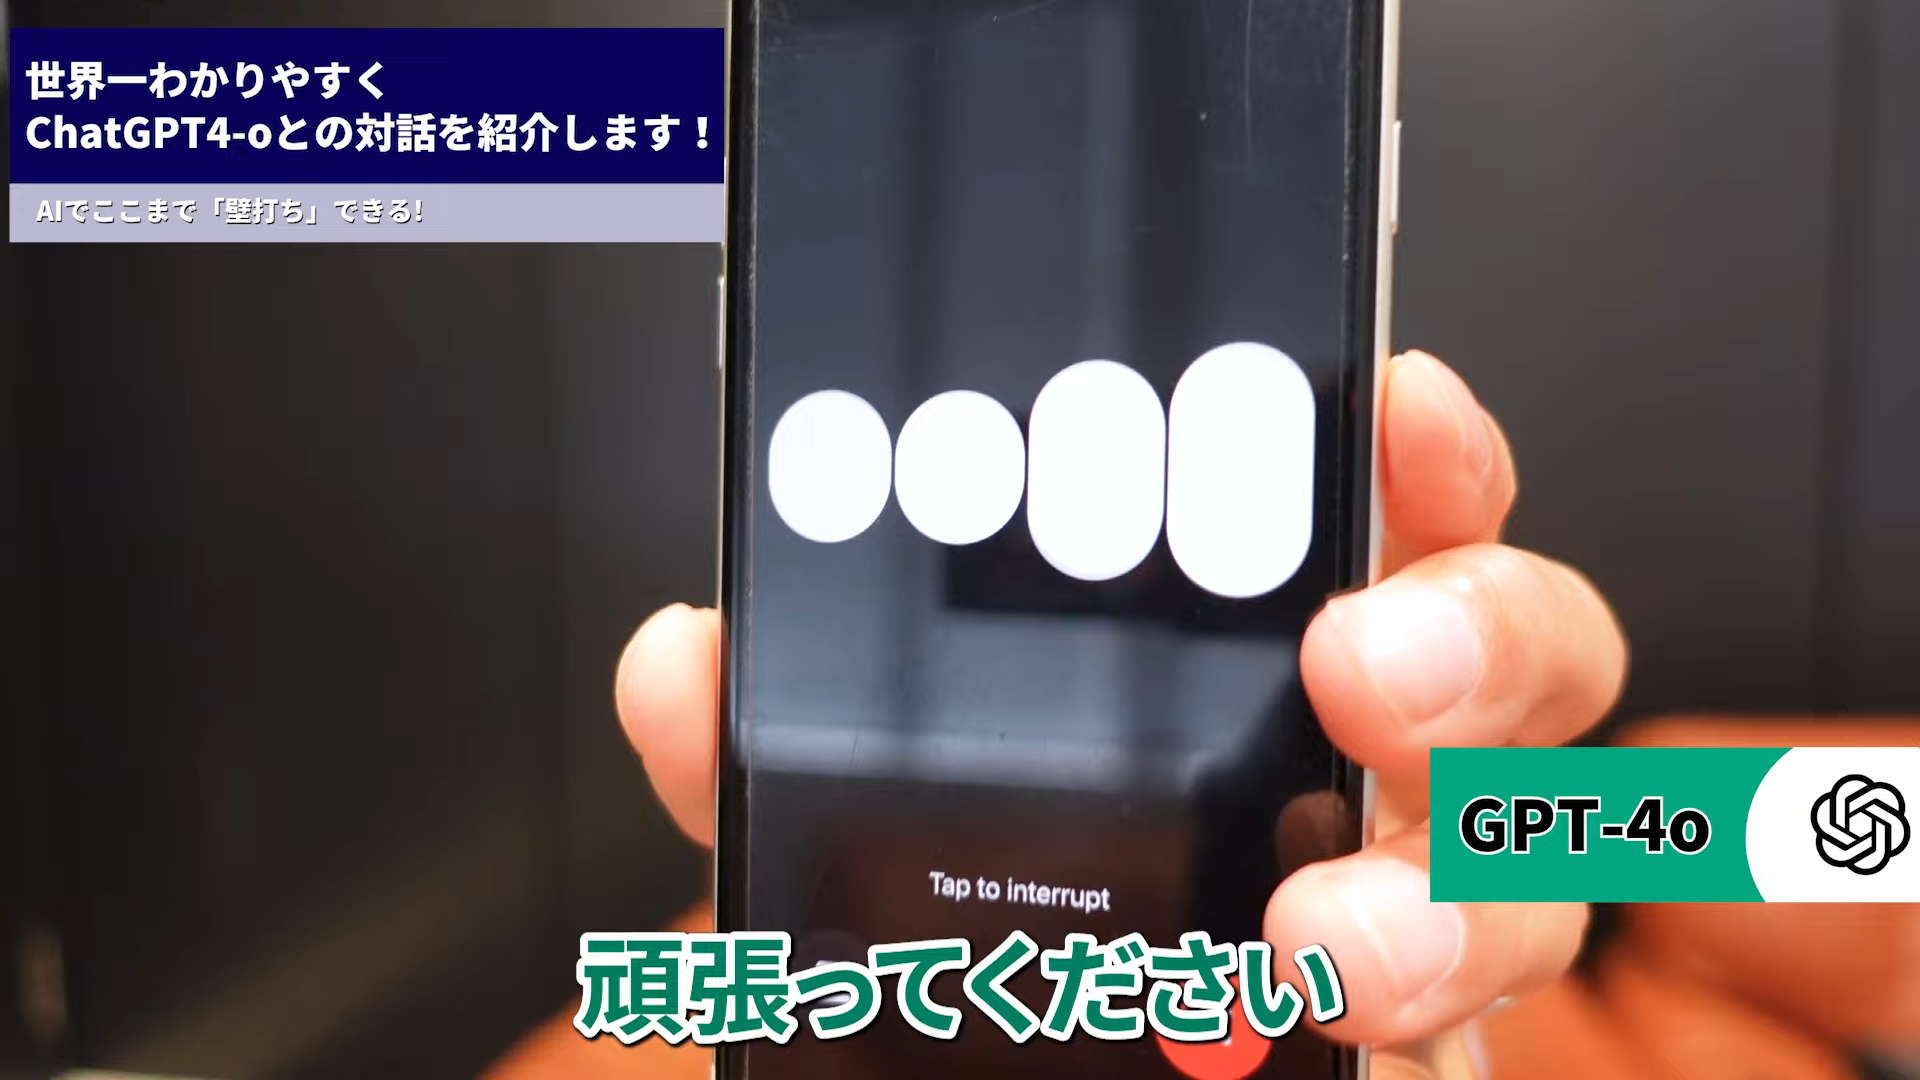 世界一わかりやすく
ChatGPT4-oとの対話を紹介します！
AIでここまで「壁打ち」できる!
GPT-4o
Tap to interrupt
頑張ってください